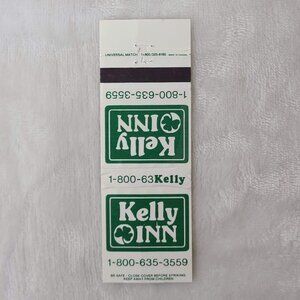 UNIVERSAL MATCH
1-800-635-3559
Kelly
INN
1-800-63Kelly
Kelly
INN
1-800-635-3559
BE SAFE - CLOSE COVER BEFORE STRIKING
KEEP AWAY FROM CHILDREN